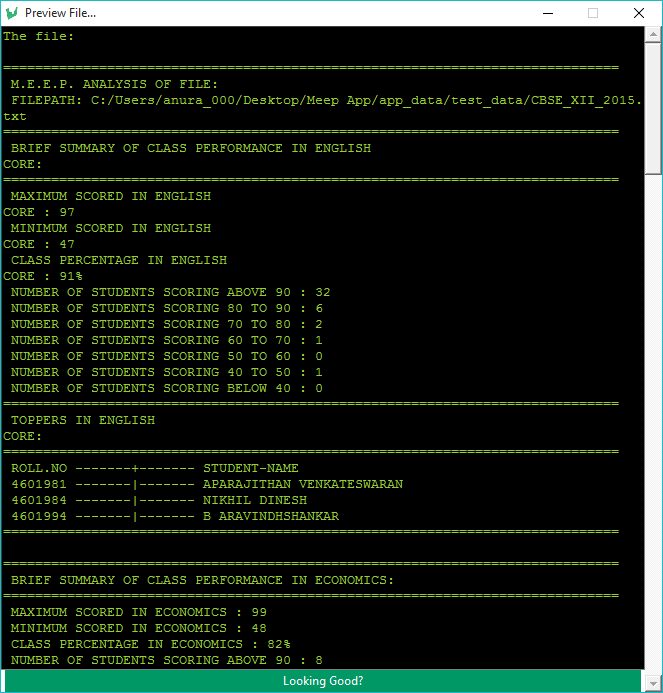 Preview File...
The file:
=============================================================================
M.E.E.P. ANALYSIS OF FILE:
FILEPATH: C:/Users/anura_000/Desktop/Meep App/app_data/test_data/CBSE_XII_2015.
txt
=============================================================================
BRIEF SUMMARY OF CLASS PERFORMANCE IN ENGLISH
CORE:
=============================================================================
MAXIMUM SCORED IN ENGLISH
CORE : 97
MINIMUM SCORED IN ENGLISH
CORE : 47
CLASS PERCENTAGE IN ENGLISH
CORE : 91%
NUMBER OF STUDENTS SCORING ABOVE 90 : 32
NUMBER OF STUDENTS SCORING 80 TO 90 : 6
NUMBER OF STUDENTS SCORING 70 TO 80 : 2
NUMBER OF STUDENTS SCORING 60 TO 70 : 1
NUMBER OF STUDENTS SCORING 50 TO 60 : 0
NUMBER OF STUDENTS SCORING 40 TO 50 : 1
NUMBER OF STUDENTS SCORING BELOW 40 : 0
=============================================================================
TOPPERS IN ENGLISH
CORE:
=============================================================================
ROLL.NO -------+------- STUDENT-NAME
4601981 -------|------- APARAJITHAN VENKATESWARAN
4601984 -------|------- NIKHIL DINESH
4601994 -------|------- B ARAVINDHSHANKAR
=============================================================================
=============================================================================
BRIEF SUMMARY OF CLASS PERFORMANCE IN ECONOMICS:
=============================================================================
MAXIMUM SCORED IN ECONOMICS : 99
MINIMUM SCORED IN ECONOMICS : 48
CLASS PERCENTAGE IN ECONOMICS : 82%
NUMBER OF STUDENTS SCORING ABOVE 90 : 8
Looking Good?